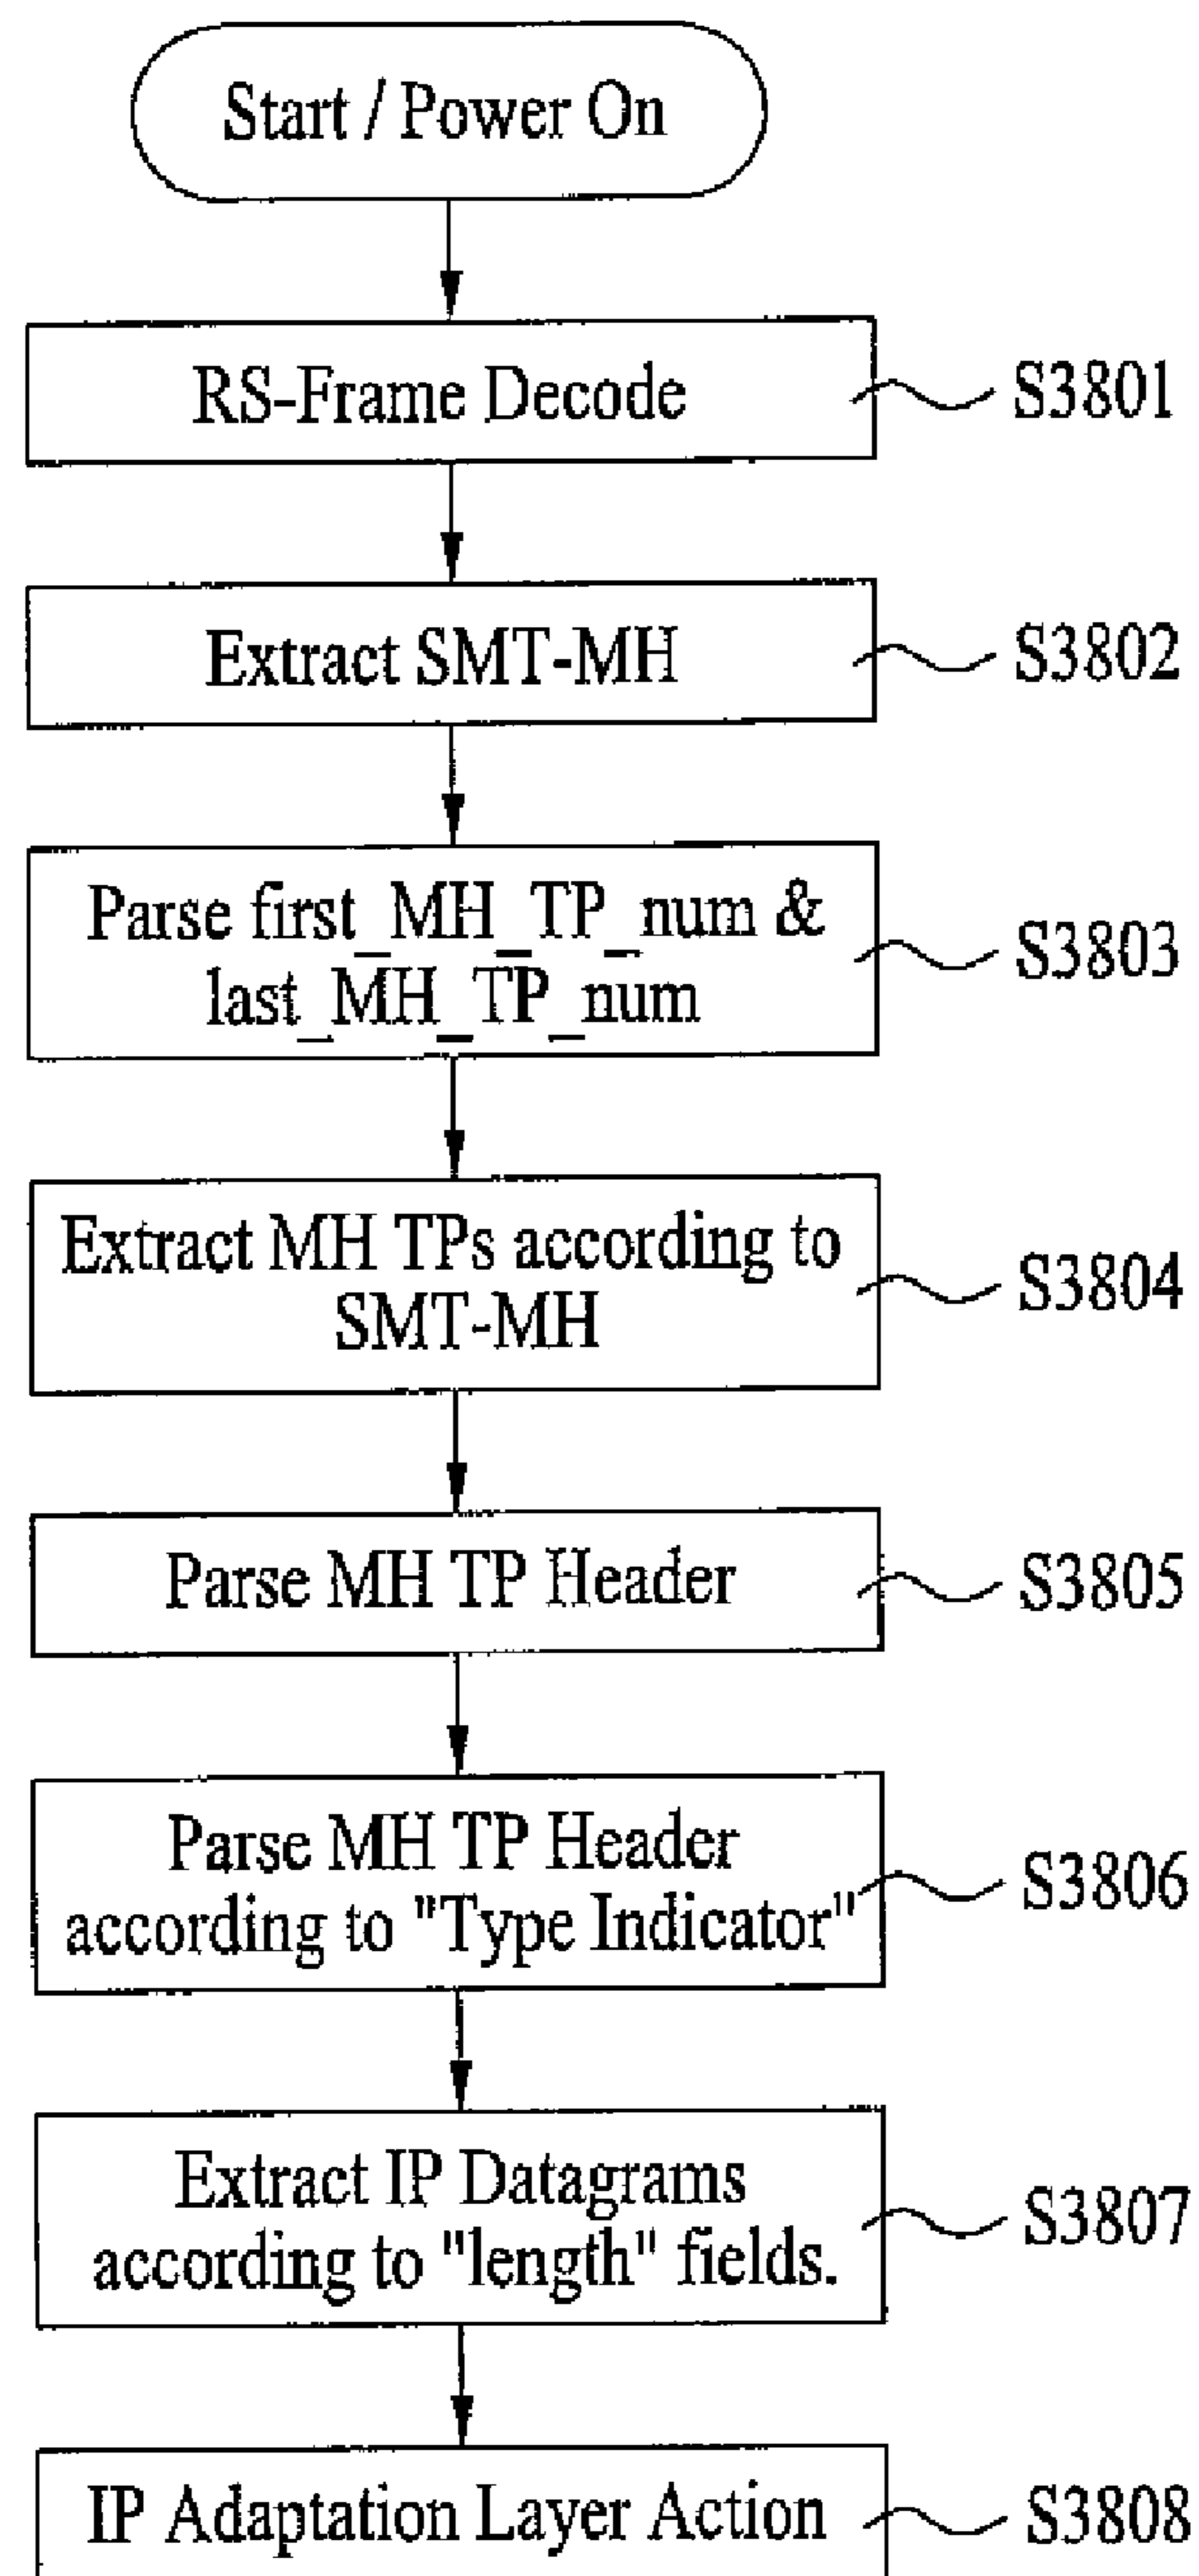 Start / Power On
RS-Frame Decode
S3801
Extract SMT-MH
S3802
Parse first_MH_TP_num &
last_MH_TP_num
S3803
Extract MH TPs according to
SMT-MH
S3804
Parse MH TP Header
S3805
Parse MH TP Header
according to "Type Indicator"
S3806
Extract IP Datagrams
according to "length" fields.
S3807
IP Adaptation Layer Action
S3808